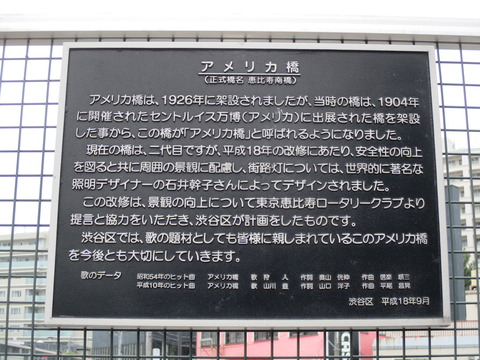 アメリカ橋
(正式橋名 恵比寿南橋)
アメリカ橋は、1926年に架設されましたが、当時の橋は、1904年
に開催されたセントルイス万博(アメリカ)に出展された橋を架設
した事から、この橋が「アメリカ橋」と呼ばれるようになりました。
現在の橋は、二代目ですが、平成18年の改修にあたり、安全性の向上
を図ると共に周囲の景観に配慮し、街路灯については、世界的に著名な
照明デザイナーの石井幹子さんによってデザインされました。
この改修は、景観の向上について東京恵比寿ロータリークラブより
提言と協力をいただき、渋谷区が計画をしたものです。
渋谷区では、歌の題材としても皆様に親しまれているこのアメリカ橋
を今後とも大切にしていきます。
歌のデータ 昭和54年のヒット曲 アメリカ橋 歌 狩人 作詞 真山 洸伸 作曲 信楽 順三
平成10年のヒット曲 アメリカ橋 歌 山川 豊 作詞 山口 洋子 作曲 平尾 昌晃
渋谷区 平成18年9月